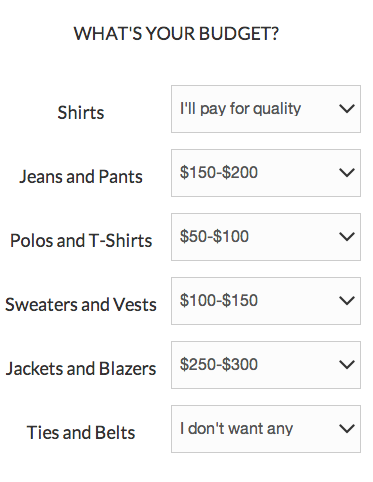 WHAT'S YOUR BUDGET?
Shirts I'll pay for quality
Jeans and Pants $150-$200
Polos and T-Shirts $50-$100
Sweaters and Vests $100-$150
Jackets and Blazers $250-$300
Ties and Belts I don't want any